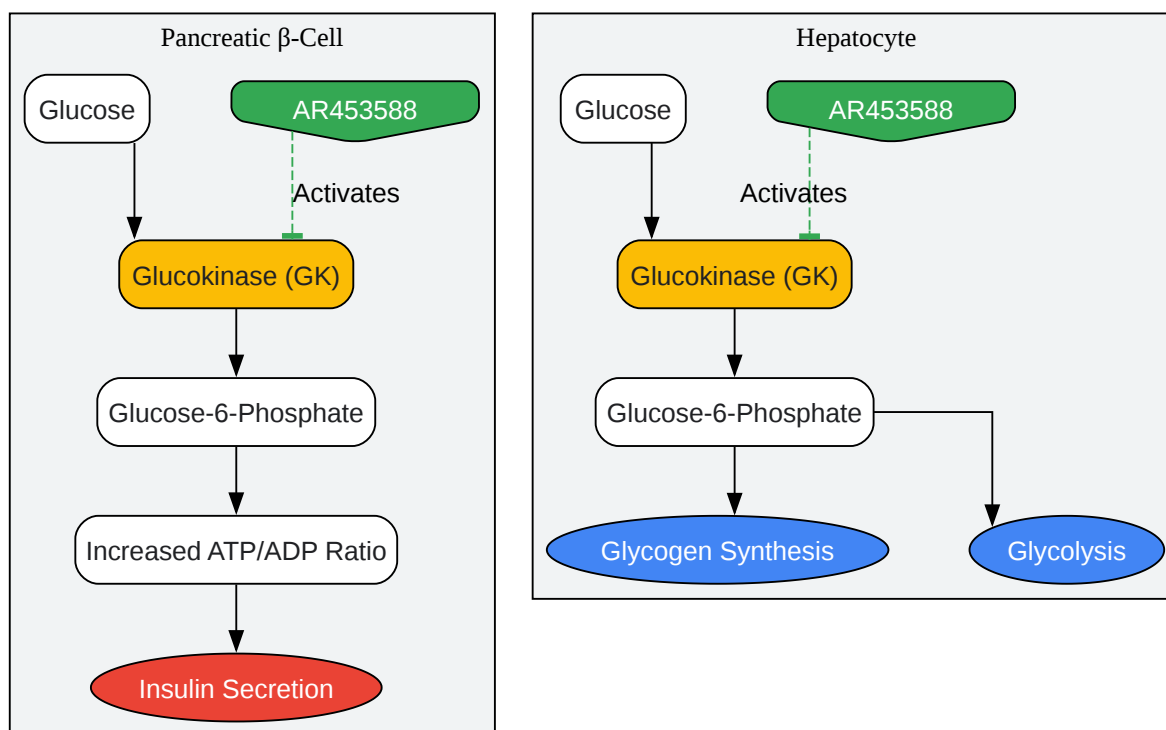 Pancreatic β-Cell
Glucose
AR453588
Activates
Glucokinase (GK)
Glucose-6-Phosphate
Increased ATP/ADP Ratio
Insulin Secretion
Hepatocyte
Glucose
AR453588
Activates
Glucokinase (GK)
Glucose-6-Phosphate
Glycogen Synthesis
Glycolysis